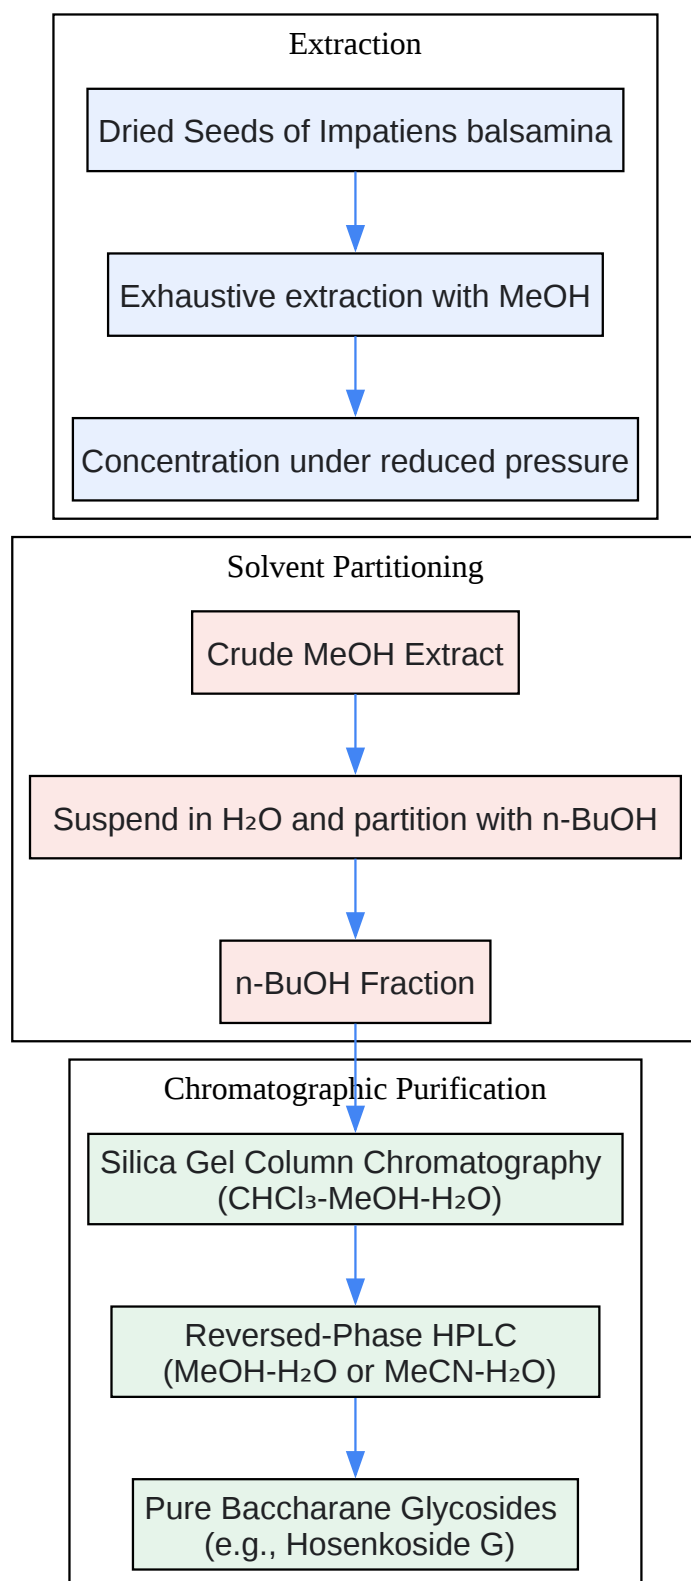 Extraction
Dried Seeds of Impatiens balsamina
Exhaustive extraction with MeOH
Concentration under reduced pressure
Solvent Partitioning
Crude MeOH Extract
Suspend in H₂O and partition with n-BuOH
n-BuOH Fraction
Chromatographic Purification
Silica Gel Column Chromatography
(CHCl₃-MeOH-H₂O)
Reversed-Phase HPLC
(MeOH-H₂O or MeCN-H₂O)
Pure Baccharane Glycosides
(e.g., Hosenkoside G)